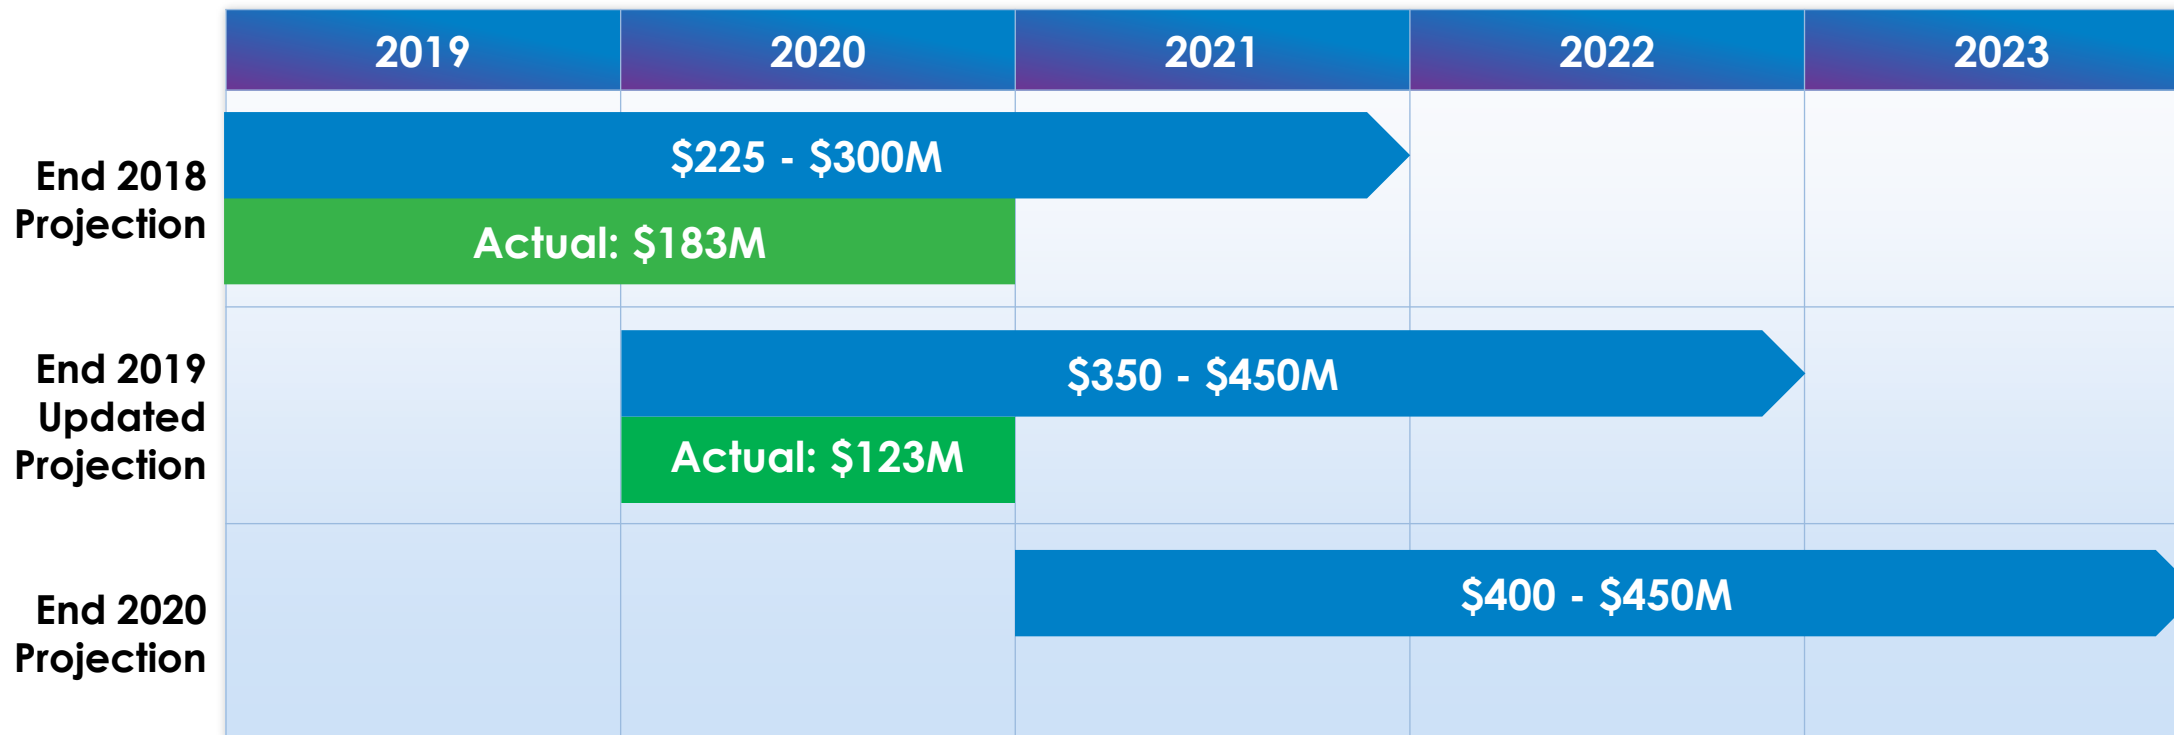 2019 2020 2021 2022 2023
End 2018
Projection
$225 - $300M
Actual: $183M
End 2019
Updated
Projection
$350 - $450M
Actual: $123M
End 2020
Projection
$400 - $450M